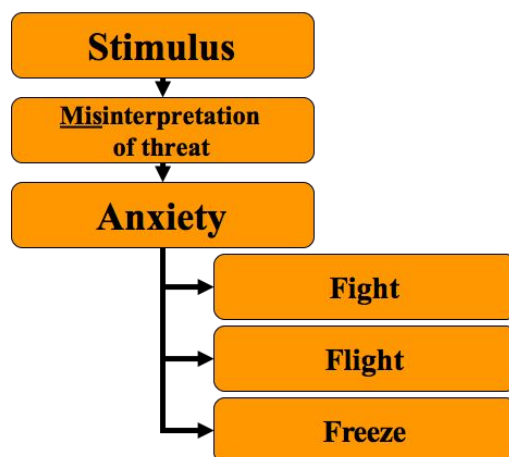 Stimulus
Misinterpretation
of threat
Anxiety
Fight
Flight
Freeze